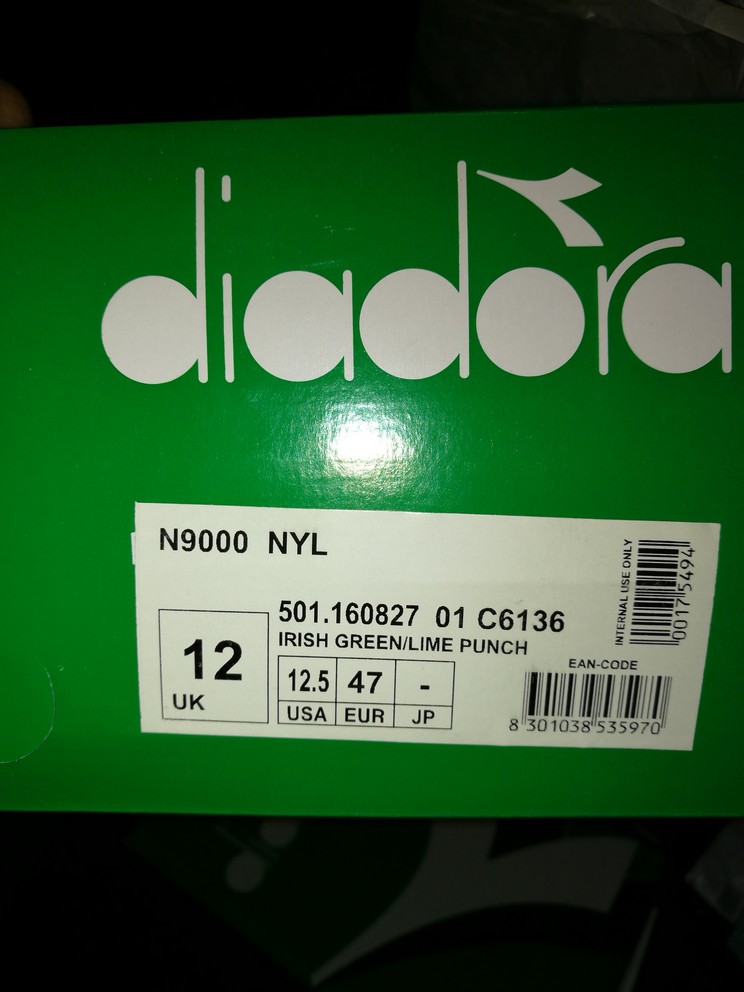 diadora
N9000 NYL
501.160827 01 C6136
IRISH GREEN/LIME PUNCH
12
UK
12.5 47 -
USA EUR JP
INTERNAL USE ONLY
00175494
EAN-CODE
8 301038 535970